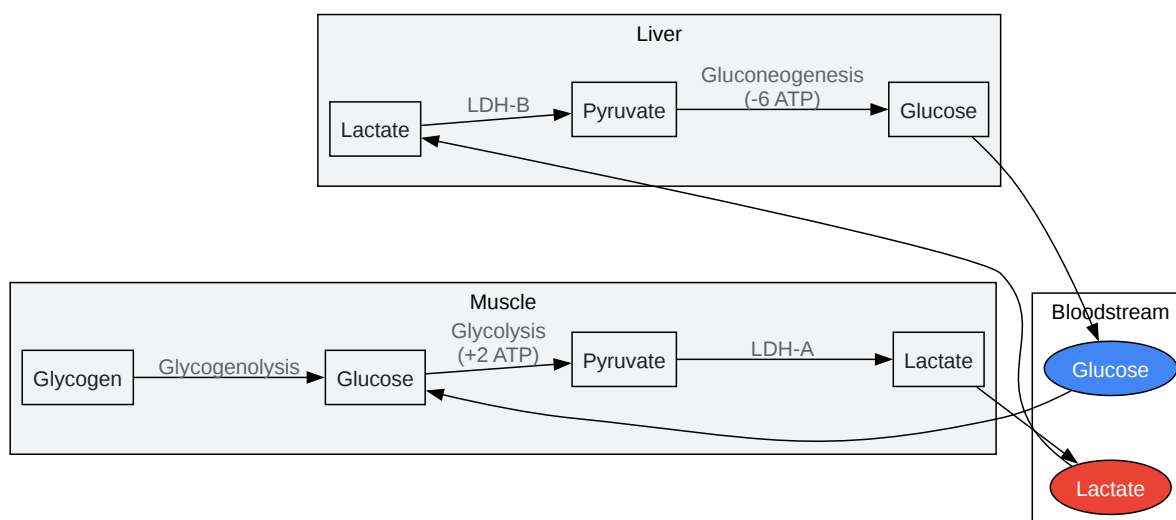 Liver
Lactate
LDH-B
Pyruvate
Gluconeogenesis
(-6 ATP)
Glucose
Muscle
Glycogen
Glycogenolysis
Glucose
Glycolysis
(+2 ATP)
Pyruvate
LDH-A
Lactate
Bloodstream
Glucose
Lactate